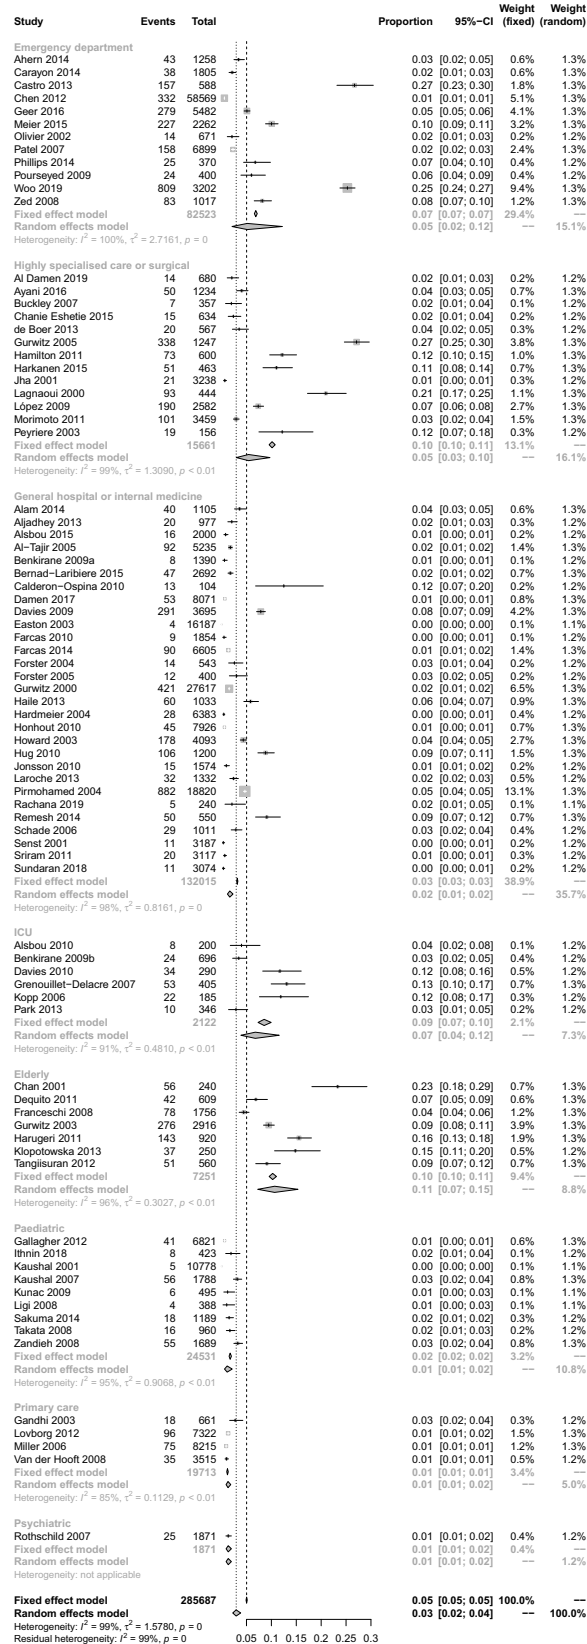 Weight Weight
Study Events Total Proportion 95%−CI (fixed) (random)
Emergency department
Ahern 2014 43 1258 0.03 [0.02; 0.05] 0.6% 1.3%
Carayon 2014 38 1805 0.02 [0.01; 0.03] 0.6% 1.3%
Castro 2013 157 588 0.27 [0.23; 0.30] 1.8% 1.3%
Chen 2012 332 58569 0.01 [0.01; 0.01] 5.1% 1.3%
Geer 2016 279 5482 0.05 [0.05; 0.06] 4.1% 1.3%
Meier 2015 227 2262 0.10 [0.09; 0.11] 3.2% 1.3%
Olivier 2002 14 671 0.02 [0.01; 0.03] 0.2% 1.2%
Patel 2007 158 6899 0.02 [0.02; 0.03] 2.4% 1.3%
Phillips 2014 25 370 0.07 [0.04; 0.10] 0.4% 1.2%
Pourseyed 2009 24 400 0.06 [0.04; 0.09] 0.4% 1.2%
Woo 2019 809 3202 0.25 [0.24; 0.27] 9.4% 1.3%
Zed 2008 83 1017 0.08 [0.07; 0.10] 1.2% 1.3%
Fixed effect model 82523 0.07 [0.07; 0.07] 29.4% −−
Random effects model 0.05 [0.02; 0.12] −− 15.1%
Heterogeneity: I² = 100%, τ² = 2.7161, p = 0
Highly specialised care or surgical
Al Damen 2019 14 680 0.02 [0.01; 0.03] 0.2% 1.2%
Ayani 2016 50 1234 0.04 [0.03; 0.05] 0.7% 1.3%
Buckley 2007 7 357 0.02 [0.01; 0.04] 0.1% 1.2%
Chanie Eshetie 2015 15 634 0.02 [0.01; 0.04] 0.2% 1.2%
de Boer 2013 20 567 0.04 [0.02; 0.05] 0.3% 1.2%
Gurwitz 2005 338 1247 0.27 [0.25; 0.30] 3.8% 1.3%
Hamilton 2011 73 600 0.12 [0.10; 0.15] 1.0% 1.3%
Harkanen 2015 51 463 0.11 [0.08; 0.14] 0.7% 1.3%
Jha 2001 21 3238 0.01 [0.00; 0.01] 0.3% 1.2%
Lagnaoui 2000 93 444 0.21 [0.17; 0.25] 1.1% 1.3%
López 2009 190 2582 0.07 [0.06; 0.08] 2.7% 1.3%
Morimoto 2011 101 3459 0.03 [0.02; 0.04] 1.5% 1.3%
Peyriere 2003 19 156 0.12 [0.07; 0.18] 0.3% 1.2%
Fixed effect model 15661 0.10 [0.10; 0.11] 13.1% −−
Random effects model 0.05 [0.03; 0.10] −− 16.1%
Heterogeneity: I² = 99%, τ² = 1.3090, p < 0.01
General hospital or internal medicine
Alam 2014 40 1105 0.04 [0.03; 0.05] 0.6% 1.3%
Aljadhey 2013 20 977 0.02 [0.01; 0.03] 0.3% 1.2%
Alsbou 2015 16 2000 0.01 [0.00; 0.01] 0.2% 1.2%
Al−Tajir 2005 92 5235 0.02 [0.01; 0.02] 1.4% 1.3%
Benkirane 2009a 8 1390 0.01 [0.00; 0.01] 0.1% 1.2%
Bernad−Laribiere 2015 47 2692 0.02 [0.01; 0.02] 0.7% 1.3%
Calderon−Ospina 2010 13 104 0.12 [0.07; 0.20] 0.2% 1.2%
Damen 2017 53 8071 0.01 [0.00; 0.01] 0.8% 1.3%
Davies 2009 291 3695 0.08 [0.07; 0.09] 4.2% 1.3%
Easton 2003 4 16187 0.00 [0.00; 0.00] 0.1% 1.1%
Farcas 2010 9 1854 0.00 [0.00; 0.01] 0.1% 1.2%
Farcas 2014 90 6605 0.01 [0.01; 0.02] 1.4% 1.3%
Forster 2004 14 543 0.03 [0.01; 0.04] 0.2% 1.2%
Forster 2005 12 400 0.03 [0.02; 0.05] 0.2% 1.2%
Gurwitz 2000 421 27617 0.02 [0.01; 0.02] 6.5% 1.3%
Haile 2013 60 1033 0.06 [0.04; 0.07] 0.9% 1.3%
Hardmeier 2004 28 6383 0.00 [0.00; 0.01] 0.4% 1.2%
Honhout 2010 45 7926 0.01 [0.00; 0.01] 0.7% 1.3%
Howard 2003 178 4093 0.04 [0.04; 0.05] 2.7% 1.3%
Hug 2010 106 1200 0.09 [0.07; 0.11] 1.5% 1.3%
Jonsson 2010 15 1574 0.01 [0.01; 0.02] 0.2% 1.2%
Laroche 2013 32 1332 0.02 [0.02; 0.03] 0.5% 1.2%
Pirmohamed 2004 882 18820 0.05 [0.04; 0.05] 13.1% 1.3%
Rachana 2019 5 240 0.02 [0.01; 0.05] 0.1% 1.1%
Remesh 2014 50 550 0.09 [0.07; 0.12] 0.7% 1.3%
Schade 2006 29 1011 0.03 [0.02; 0.04] 0.4% 1.2%
Senst 2001 11 3187 0.00 [0.00; 0.01] 0.2% 1.2%
Sriram 2011 20 3117 0.01 [0.00; 0.01] 0.3% 1.2%
Sundaran 2018 11 3074 0.00 [0.00; 0.01] 0.2% 1.2%
Fixed effect model 132015 0.03 [0.03; 0.03] 38.9% −−
Random effects model 0.02 [0.01; 0.02] −− 35.7%
Heterogeneity: I² = 98%, τ² = 0.8161, p = 0
ICU
Alsbou 2010 8 200 0.04 [0.02; 0.08] 0.1% 1.2%
Benkirane 2009b 24 696 0.03 [0.02; 0.05] 0.4% 1.2%
Davies 2010 34 290 0.12 [0.08; 0.16] 0.5% 1.2%
Grenouillet−Delacre 2007 53 405 0.13 [0.10; 0.17] 0.7% 1.3%
Kopp 2006 22 185 0.12 [0.08; 0.17] 0.3% 1.2%
Park 2013 10 346 0.03 [0.01; 0.05] 0.2% 1.2%
Fixed effect model 2122 0.09 [0.07; 0.10] 2.1% −−
Random effects model 0.07 [0.04; 0.12] −− 7.3%
Heterogeneity: I² = 91%, τ² = 0.4810, p < 0.01
Elderly
Chan 2001 56 240 0.23 [0.18; 0.29] 0.7% 1.3%
Dequito 2011 42 609 0.07 [0.05; 0.09] 0.6% 1.3%
Franceschi 2008 78 1756 0.04 [0.04; 0.06] 1.2% 1.3%
Gurwitz 2003 276 2916 0.09 [0.08; 0.11] 3.9% 1.3%
Harugeri 2011 143 920 0.16 [0.13; 0.18] 1.9% 1.3%
Klopotowska 2013 37 250 0.15 [0.11; 0.20] 0.5% 1.2%
Tangiisuran 2012 51 560 0.09 [0.07; 0.12] 0.7% 1.3%
Fixed effect model 7251 0.10 [0.10; 0.11] 9.4% −−
Random effects model 0.11 [0.07; 0.15] −− 8.8%
Heterogeneity: I² = 96%, τ² = 0.3027, p < 0.01
Paediatric
Gallagher 2012 41 6821 0.01 [0.00; 0.01] 0.6% 1.3%
Ithnin 2018 8 423 0.02 [0.01; 0.04] 0.1% 1.2%
Kaushal 2001 5 10778 0.00 [0.00; 0.00] 0.1% 1.1%
Kaushal 2007 56 1788 0.03 [0.02; 0.04] 0.8% 1.3%
Kunac 2009 6 495 0.01 [0.00; 0.03] 0.1% 1.1%
Ligi 2008 4 388 0.01 [0.00; 0.03] 0.1% 1.1%
Sakuma 2014 18 1189 0.02 [0.01; 0.02] 0.3% 1.2%
Takata 2008 16 960 0.02 [0.01; 0.03] 0.2% 1.2%
Zandieh 2008 55 1689 0.03 [0.02; 0.04] 0.8% 1.3%
Fixed effect model 24531 0.02 [0.02; 0.02] 3.2% −−
Random effects model 0.01 [0.01; 0.02] −− 10.8%
Heterogeneity: I² = 95%, τ² = 0.9068, p < 0.01
Primary care
Gandhi 2003 18 661 0.03 [0.02; 0.04] 0.3% 1.2%
Lovborg 2012 96 7322 0.01 [0.01; 0.02] 1.5% 1.3%
Miller 2006 75 8215 0.01 [0.01; 0.01] 1.2% 1.3%
Van der Hooft 2008 35 3515 0.01 [0.01; 0.01] 0.5% 1.2%
Fixed effect model 19713 0.01 [0.01; 0.01] 3.4% −−
Random effects model 0.01 [0.01; 0.02] −− 5.0%
Heterogeneity: I² = 85%, τ² = 0.1129, p < 0.01
Psychiatric
Rothschild 2007 25 1871 0.01 [0.01; 0.02] 0.4% 1.2%
Fixed effect model 1871 0.01 [0.01; 0.02] 0.4% −−
Random effects model 0.01 [0.01; 0.02] −− 1.2%
Heterogeneity: not applicable
Fixed effect model 285687 0.05 [0.05; 0.05] 100.0% −−
Random effects model 0.03 [0.02; 0.04] −− 100.0%
Heterogeneity: I² = 99%, τ² = 1.5780, p = 0
Residual heterogeneity: I² = 99%, p = 0
0.05 0.1 0.15 0.2 0.25 0.3